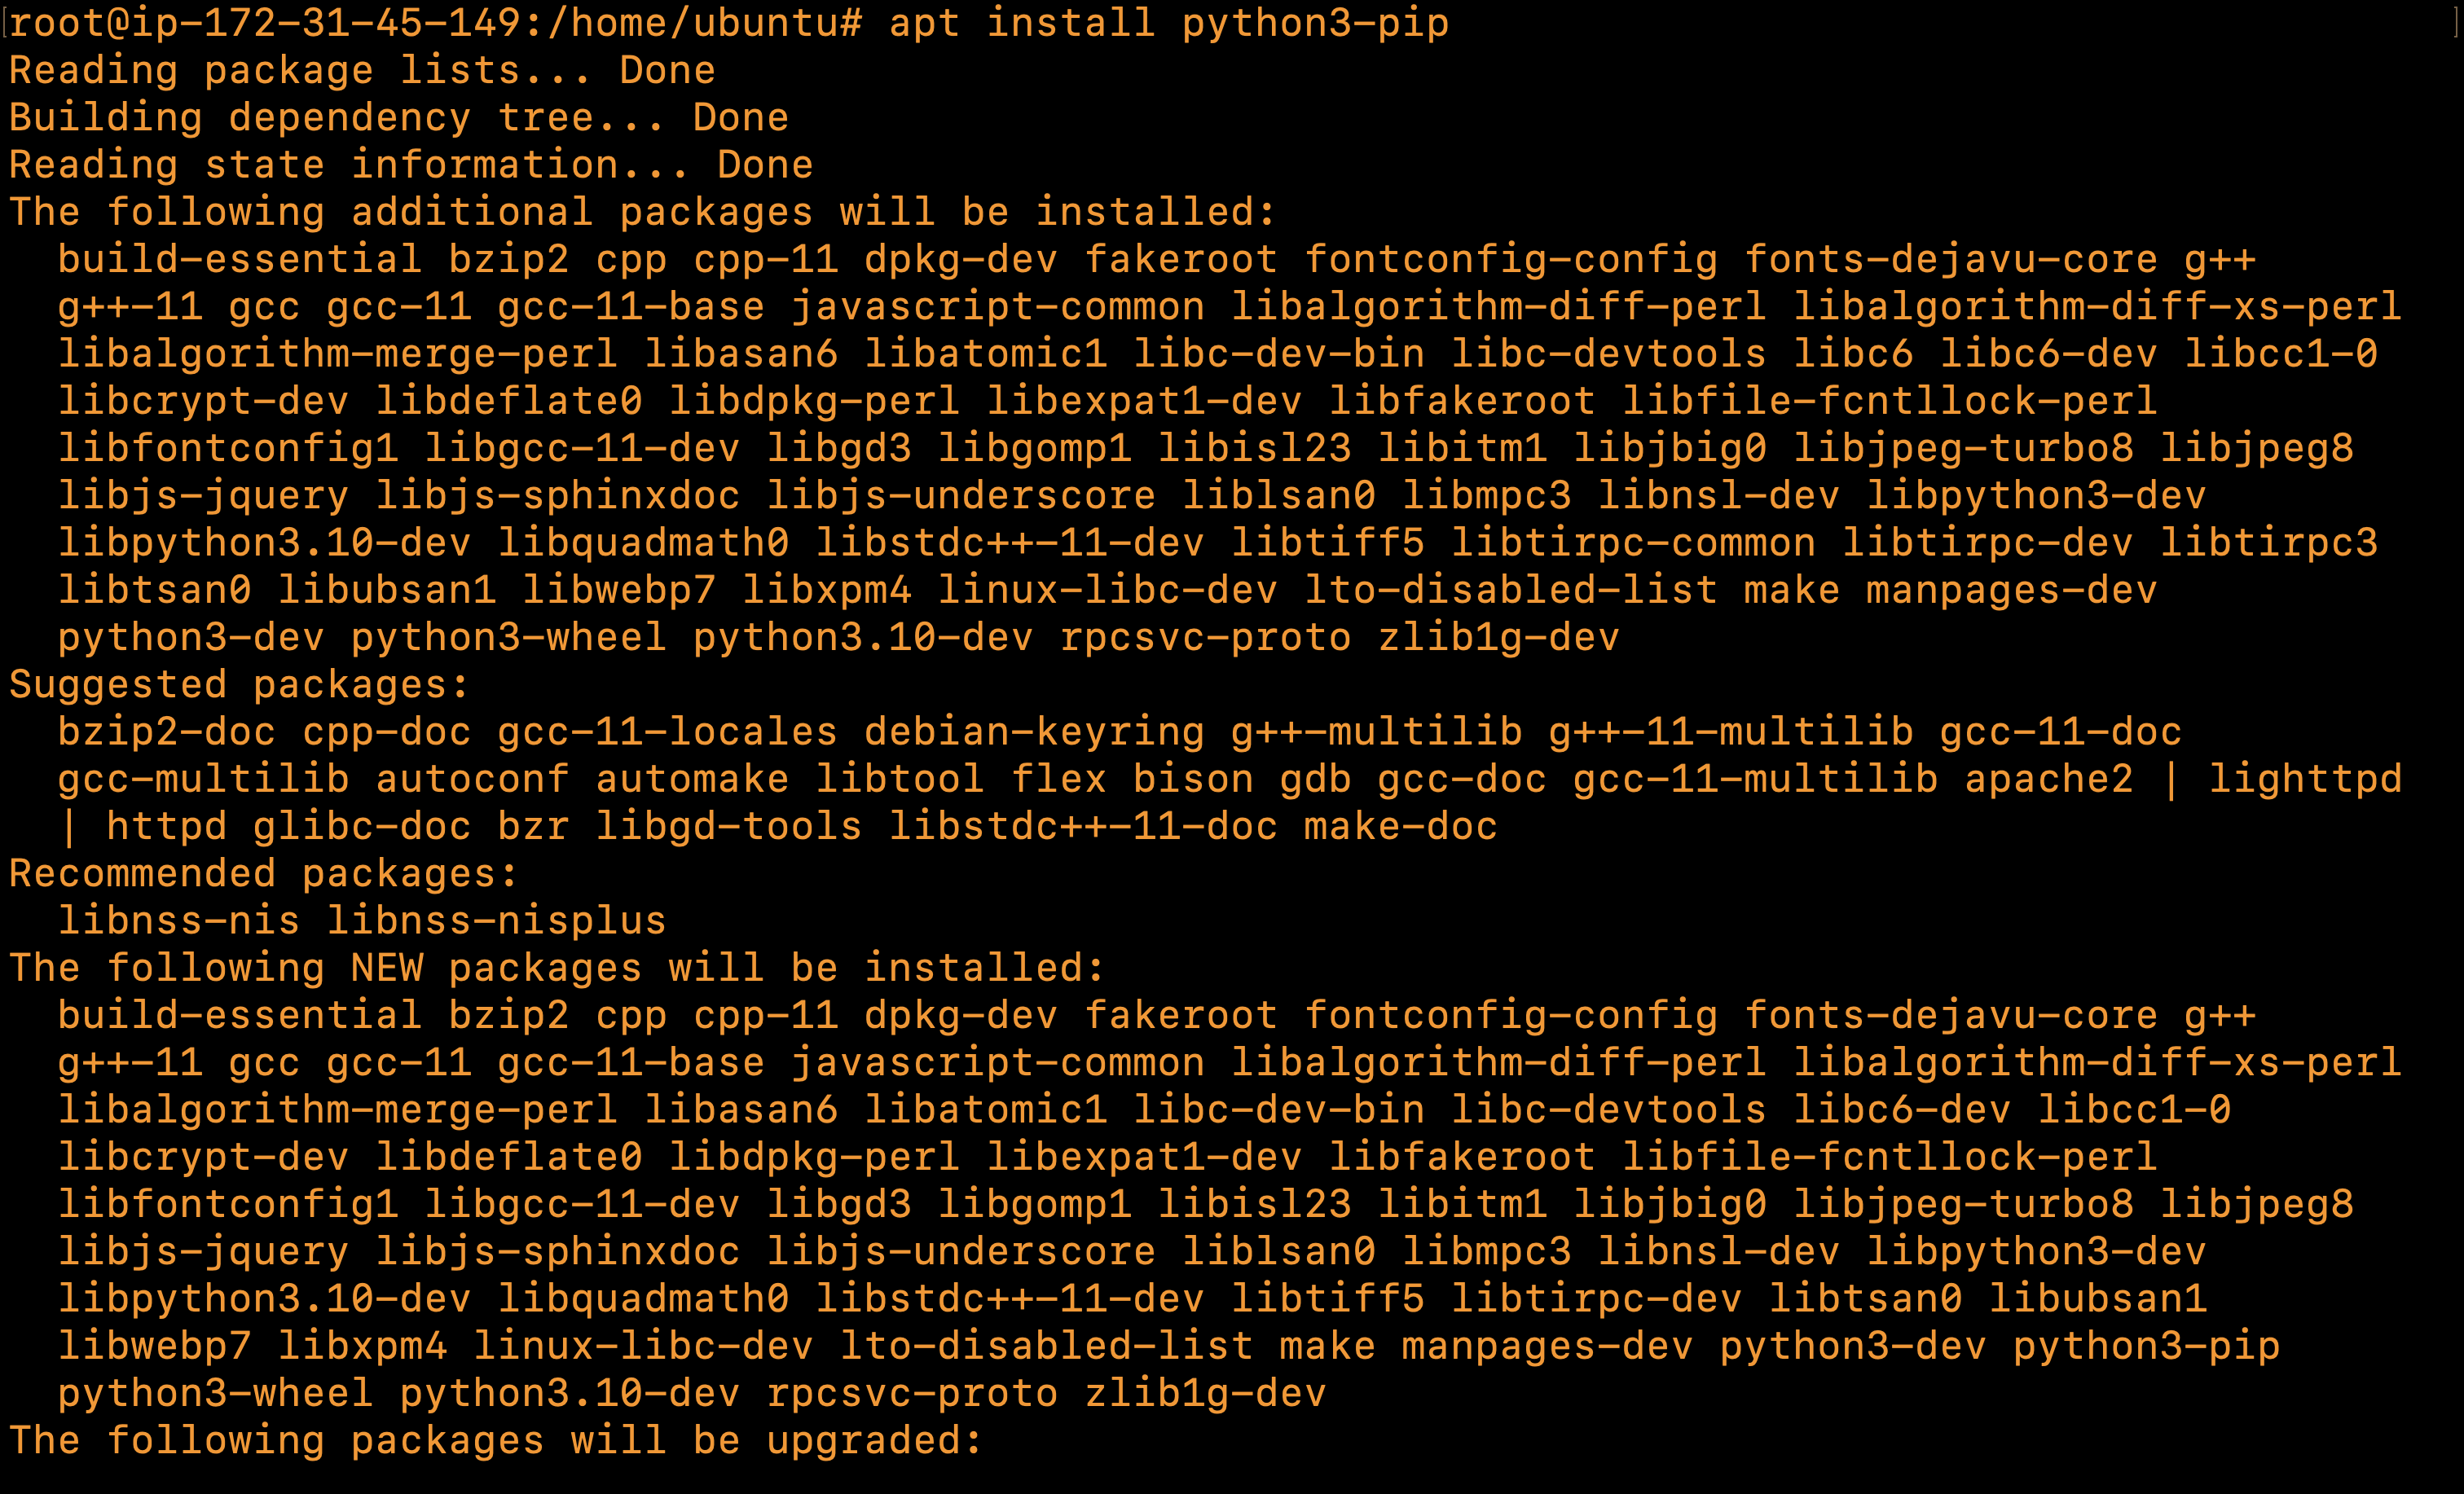 root@ip-172-31-45-149:/home/ubuntu# apt install python3-pip
Reading package lists... Done
Building dependency tree... Done
Reading state information... Done
The following additional packages will be installed:
  build-essential bzip2 cpp cpp-11 dpkg-dev fakeroot fontconfig-config fonts-dejavu-core g++
  g++-11 gcc gcc-11 gcc-11-base javascript-common libalgorithm-diff-perl libalgorithm-diff-xs-perl
  libalgorithm-merge-perl libasan6 libatomic1 libc-dev-bin libc-devtools libc6 libc6-dev libcc1-0
  libcrypt-dev libdeflate0 libdpkg-perl libexpat1-dev libfakeroot libfile-fcntllock-perl
  libfontconfig1 libgcc-11-dev libgd3 libgomp1 libisl23 libitm1 libjbig0 libjpeg-turbo8 libjpeg8
  libjs-jquery libjs-sphinxdoc libjs-underscore liblsan0 libmpc3 libnsl-dev libpython3-dev
  libpython3.10-dev libquadmath0 libstdc++-11-dev libtiff5 libtirpc-common libtirpc-dev libtirpc3
  libtsan0 libubsan1 libwebp7 libxpm4 linux-libc-dev lto-disabled-list make manpages-dev
  python3-dev python3-wheel python3.10-dev rpcsvc-proto zlib1g-dev
Suggested packages:
  bzip2-doc cpp-doc gcc-11-locales debian-keyring g++-multilib g++-11-multilib gcc-11-doc
  gcc-multilib autoconf automake libtool flex bison gdb gcc-doc gcc-11-multilib apache2 | lighttpd
  | httpd glibc-doc bzr libgd-tools libstdc++-11-doc make-doc
Recommended packages:
  libnss-nis libnss-nisplus
The following NEW packages will be installed:
  build-essential bzip2 cpp cpp-11 dpkg-dev fakeroot fontconfig-config fonts-dejavu-core g++
  g++-11 gcc gcc-11 gcc-11-base javascript-common libalgorithm-diff-perl libalgorithm-diff-xs-perl
  libalgorithm-merge-perl libasan6 libatomic1 libc-dev-bin libc-devtools libc6-dev libcc1-0
  libcrypt-dev libdeflate0 libdpkg-perl libexpat1-dev libfakeroot libfile-fcntllock-perl
  libfontconfig1 libgcc-11-dev libgd3 libgomp1 libisl23 libitm1 libjbig0 libjpeg-turbo8 libjpeg8
  libjs-jquery libjs-sphinxdoc libjs-underscore liblsan0 libmpc3 libnsl-dev libpython3-dev
  libpython3.10-dev libquadmath0 libstdc++-11-dev libtiff5 libtirpc-dev libtsan0 libubsan1
  libwebp7 libxpm4 linux-libc-dev lto-disabled-list make manpages-dev python3-dev python3-pip
  python3-wheel python3.10-dev rpcsvc-proto zlib1g-dev
The following packages will be upgraded: